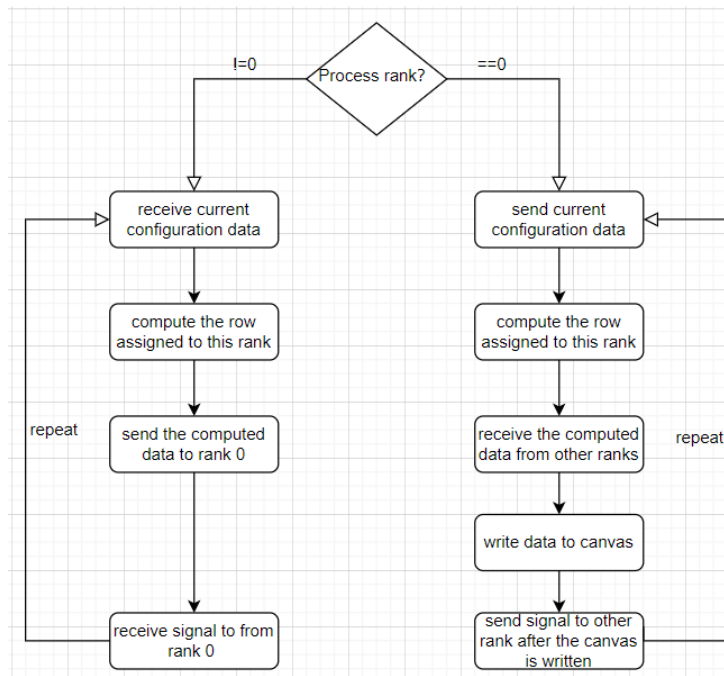 Process rank?
!=0
==0
receive current
configuration data
send current
configuration data
compute the row
assigned to this rank
compute the row
assigned to this rank
repeat
send the computed
data to rank 0
receive the computed
data from other ranks
repeat
write data to canvas
receive signal to from
rank 0
send signal to other
rank after the canvas
is written